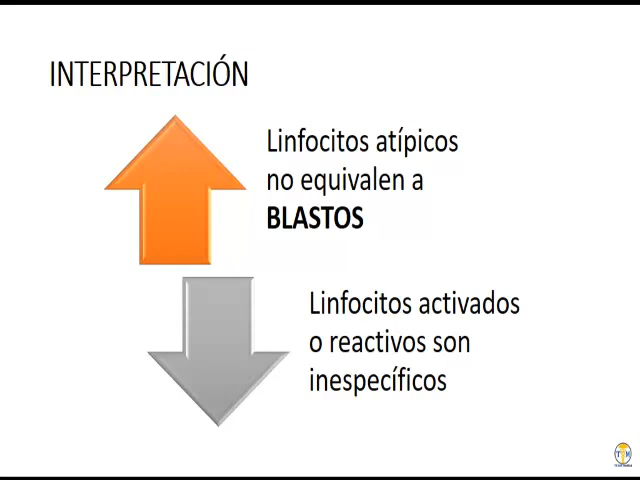 INTERPRETACIÓN
Linfocitos atípicos
no equivalen a
BLASTOS
Linfocitos activados
o reactivos son
inespecíficos